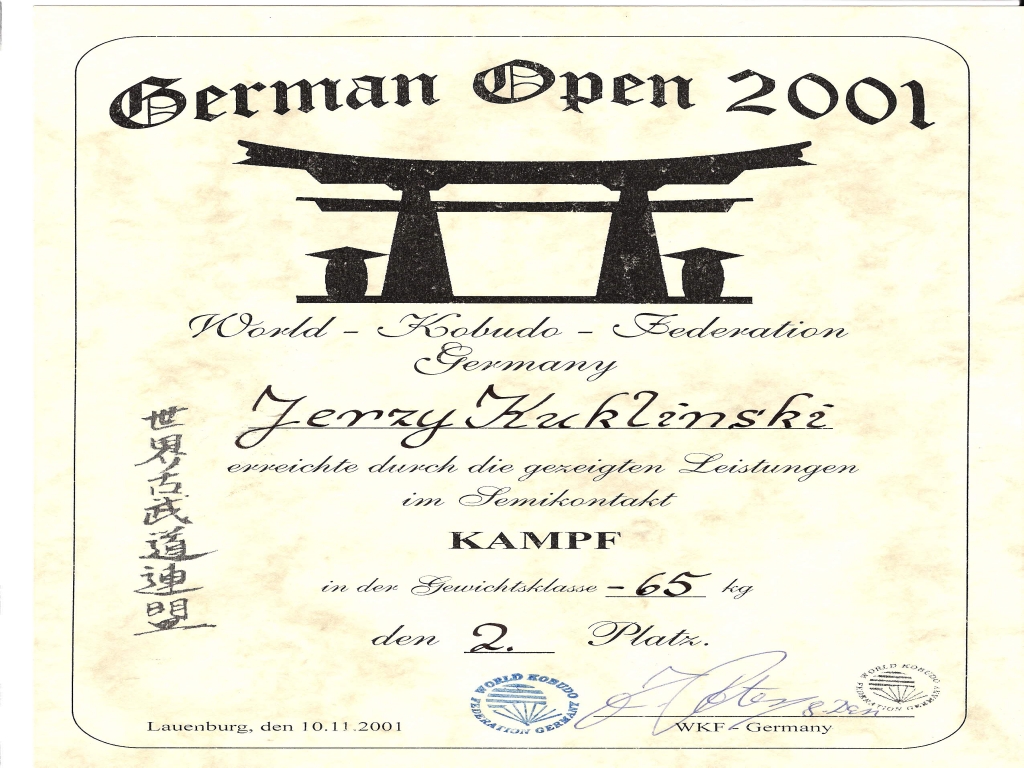 German Open 2001
World - Kobudo - Federation
Germany
Jerzy Kuklinski
erreichte durch die gezeigten Leistungen
im Semikontakt
KAMPF
in der Gewichtsklasse -65 kg
den 2. Platz.
世界古武道連盟
WORLD KOBUDO
FEDERATION GERMANY
WORLD KOBUDO
FEDERATION GERMANY
8 Dan
Lauenburg, den 10.11.2001
WKF - Germany